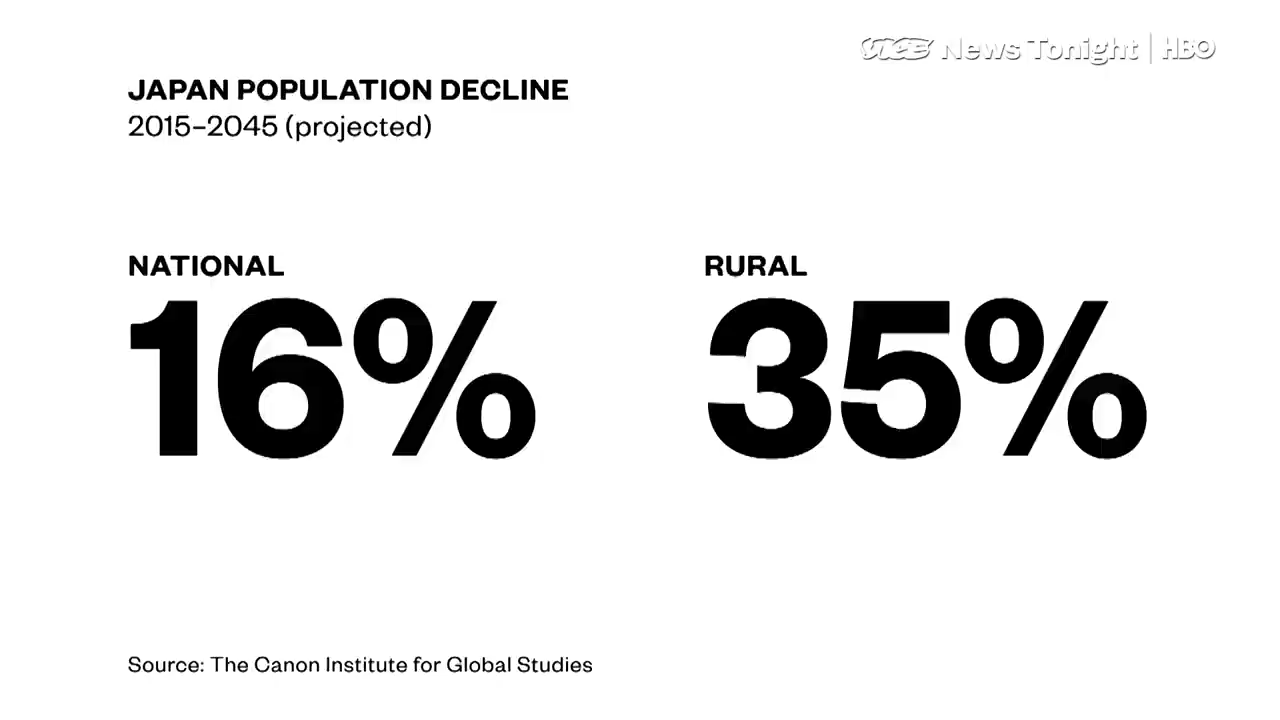 VICE News Tonight | HBO
JAPAN POPULATION DECLINE
2015–2045 (projected)
NATIONAL
16%
RURAL
35%
Source: The Canon Institute for Global Studies